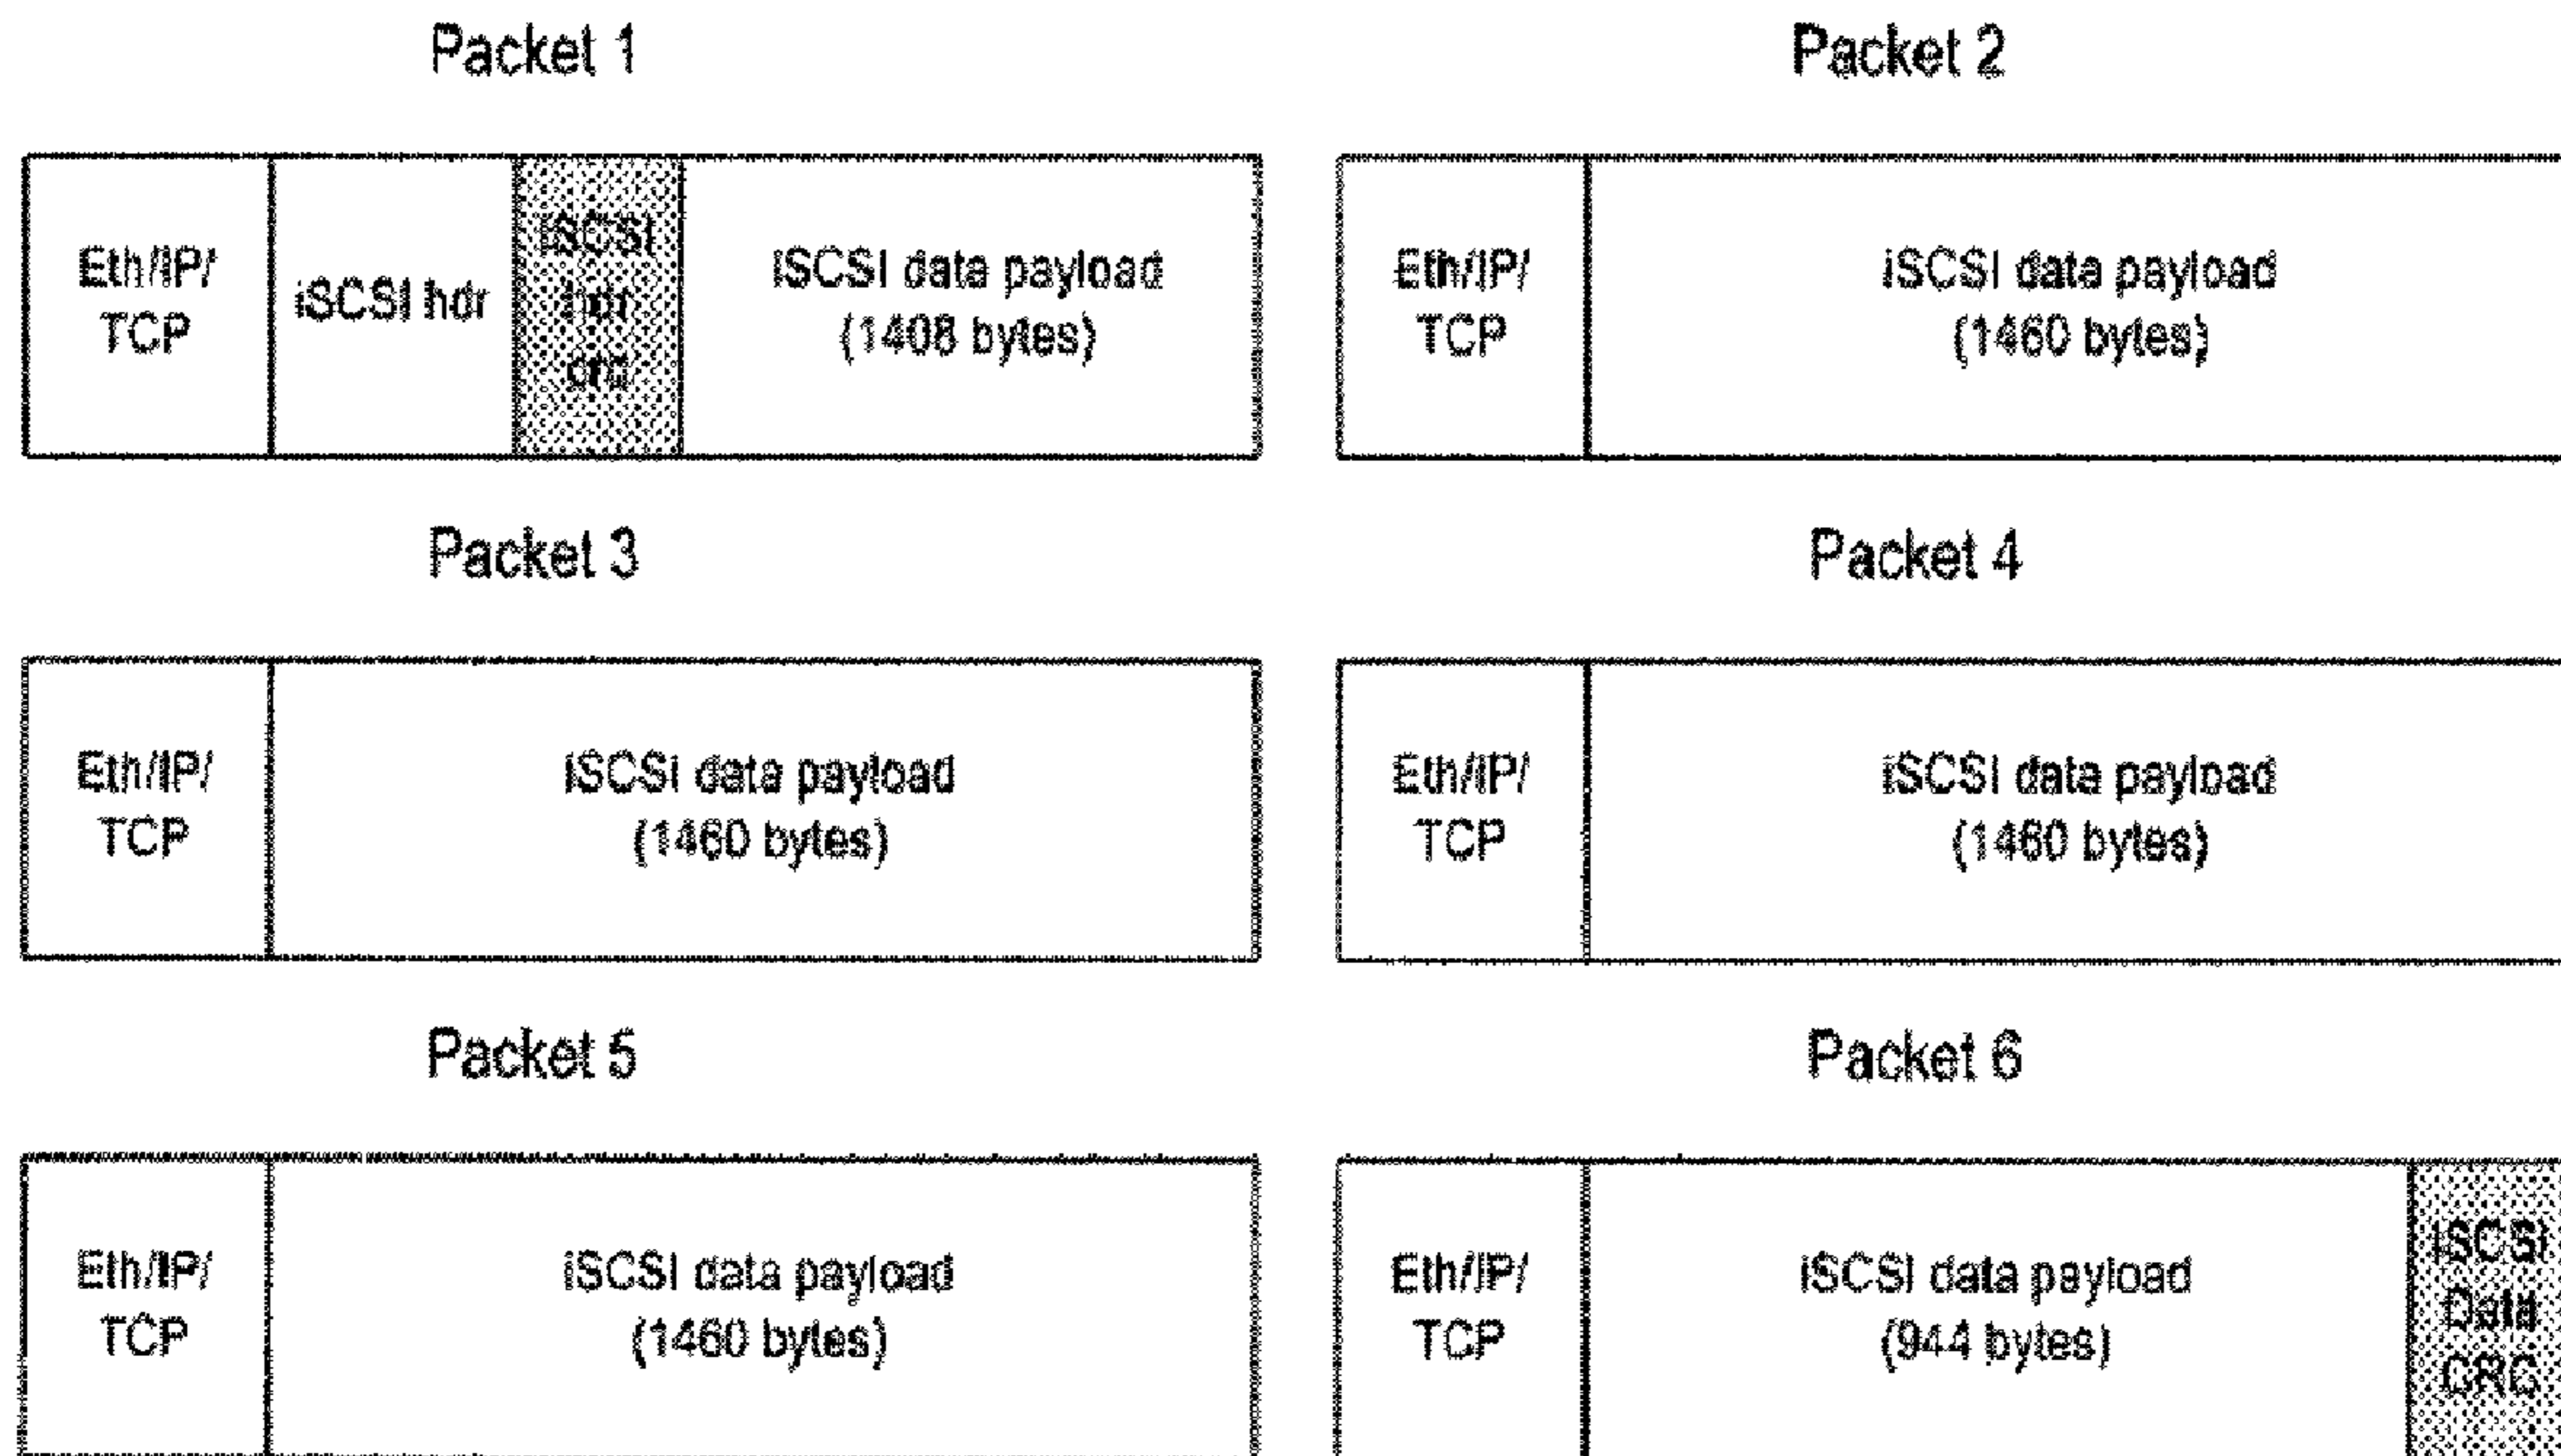 Packet 1
Packet 2
Eth/IP/
TCP
iSCSI hdr
iSCSI
hdr
crc
iSCSI data payload
(1408 bytes)
Eth/IP/
TCP
iSCSI data payload
(1460 bytes)
Packet 3
Packet 4
Eth/IP/
TCP
iSCSI data payload
(1460 bytes)
Eth/IP/
TCP
iSCSI data payload
(1460 bytes)
Packet 5
Packet 6
Eth/IP/
TCP
iSCSI data payload
(1460 bytes)
Eth/IP/
TCP
iSCSI data payload
(944 bytes)
iSCSI
Data
CRC